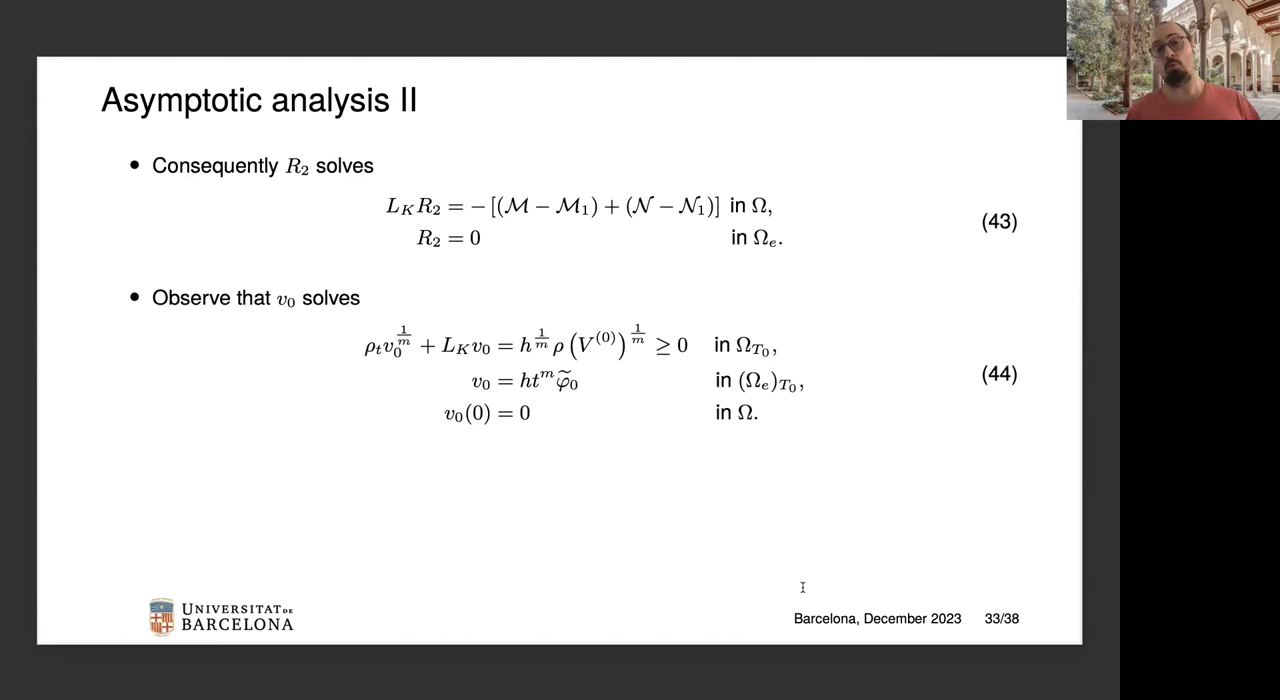 Asymptotic analysis II
• Consequently R₂ solves
L_K R₂ = − [(ℳ − ℳ₁) + (𝒩 − 𝒩₁)] in Ω,
(43)
R₂ = 0 in Ωₑ.
• Observe that v₀ solves
ρₜv₀^{1/m} + L_K v₀ = h^{1/m} ρ (V^{(0)})^{1/m} ≥ 0 in Ω_{T₀},
v₀ = ht^m φ̃₀ in (Ωₑ)_{T₀},
(44)
v₀(0) = 0 in Ω.
UNIVERSITAT DE
BARCELONA
Barcelona, December 2023 33/38